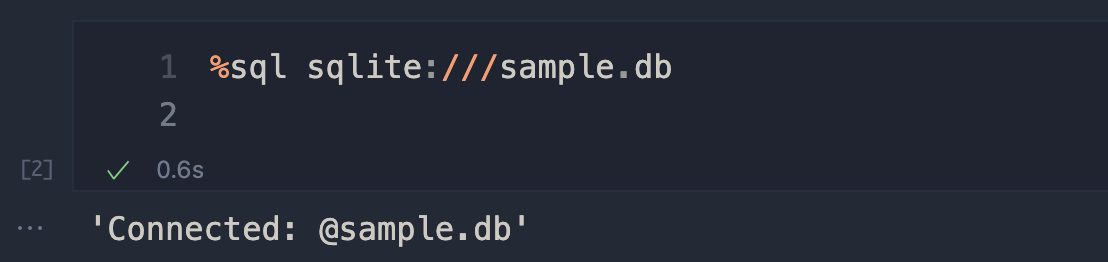 1 %sql sqlite:///sample.db
2
[2] ✓ 0.6s
... 'Connected: @sample.db'